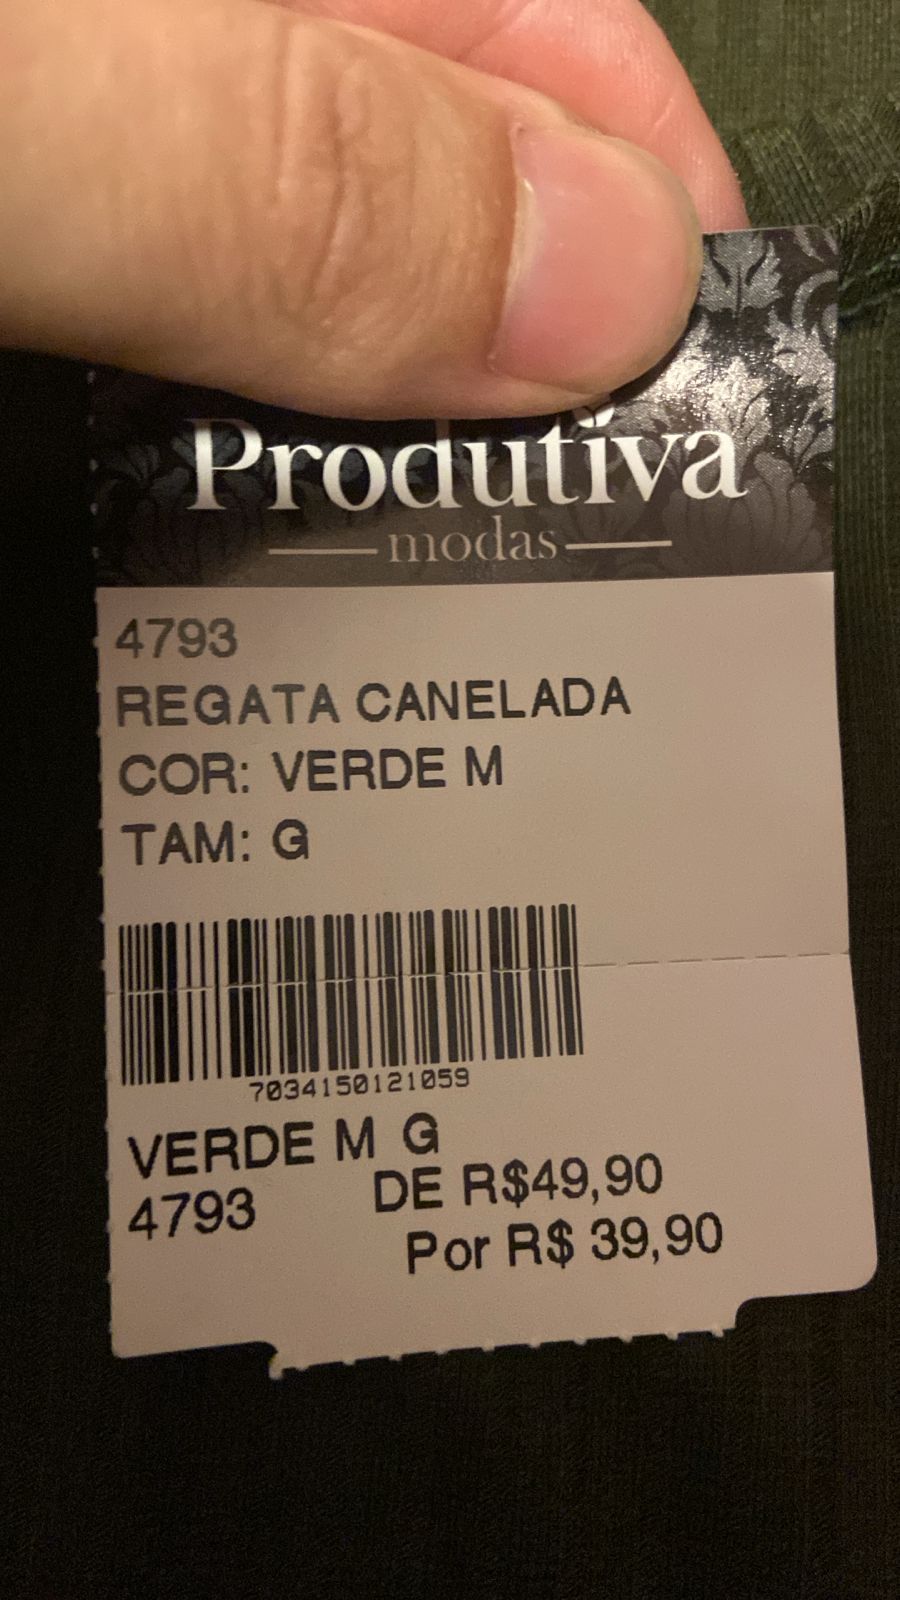 Produtiva
modas
4793
REGATA CANELADA
COR: VERDE M
TAM: G
7034150121059
VERDE M G
4793 DE R$49,90
Por R$ 39,90